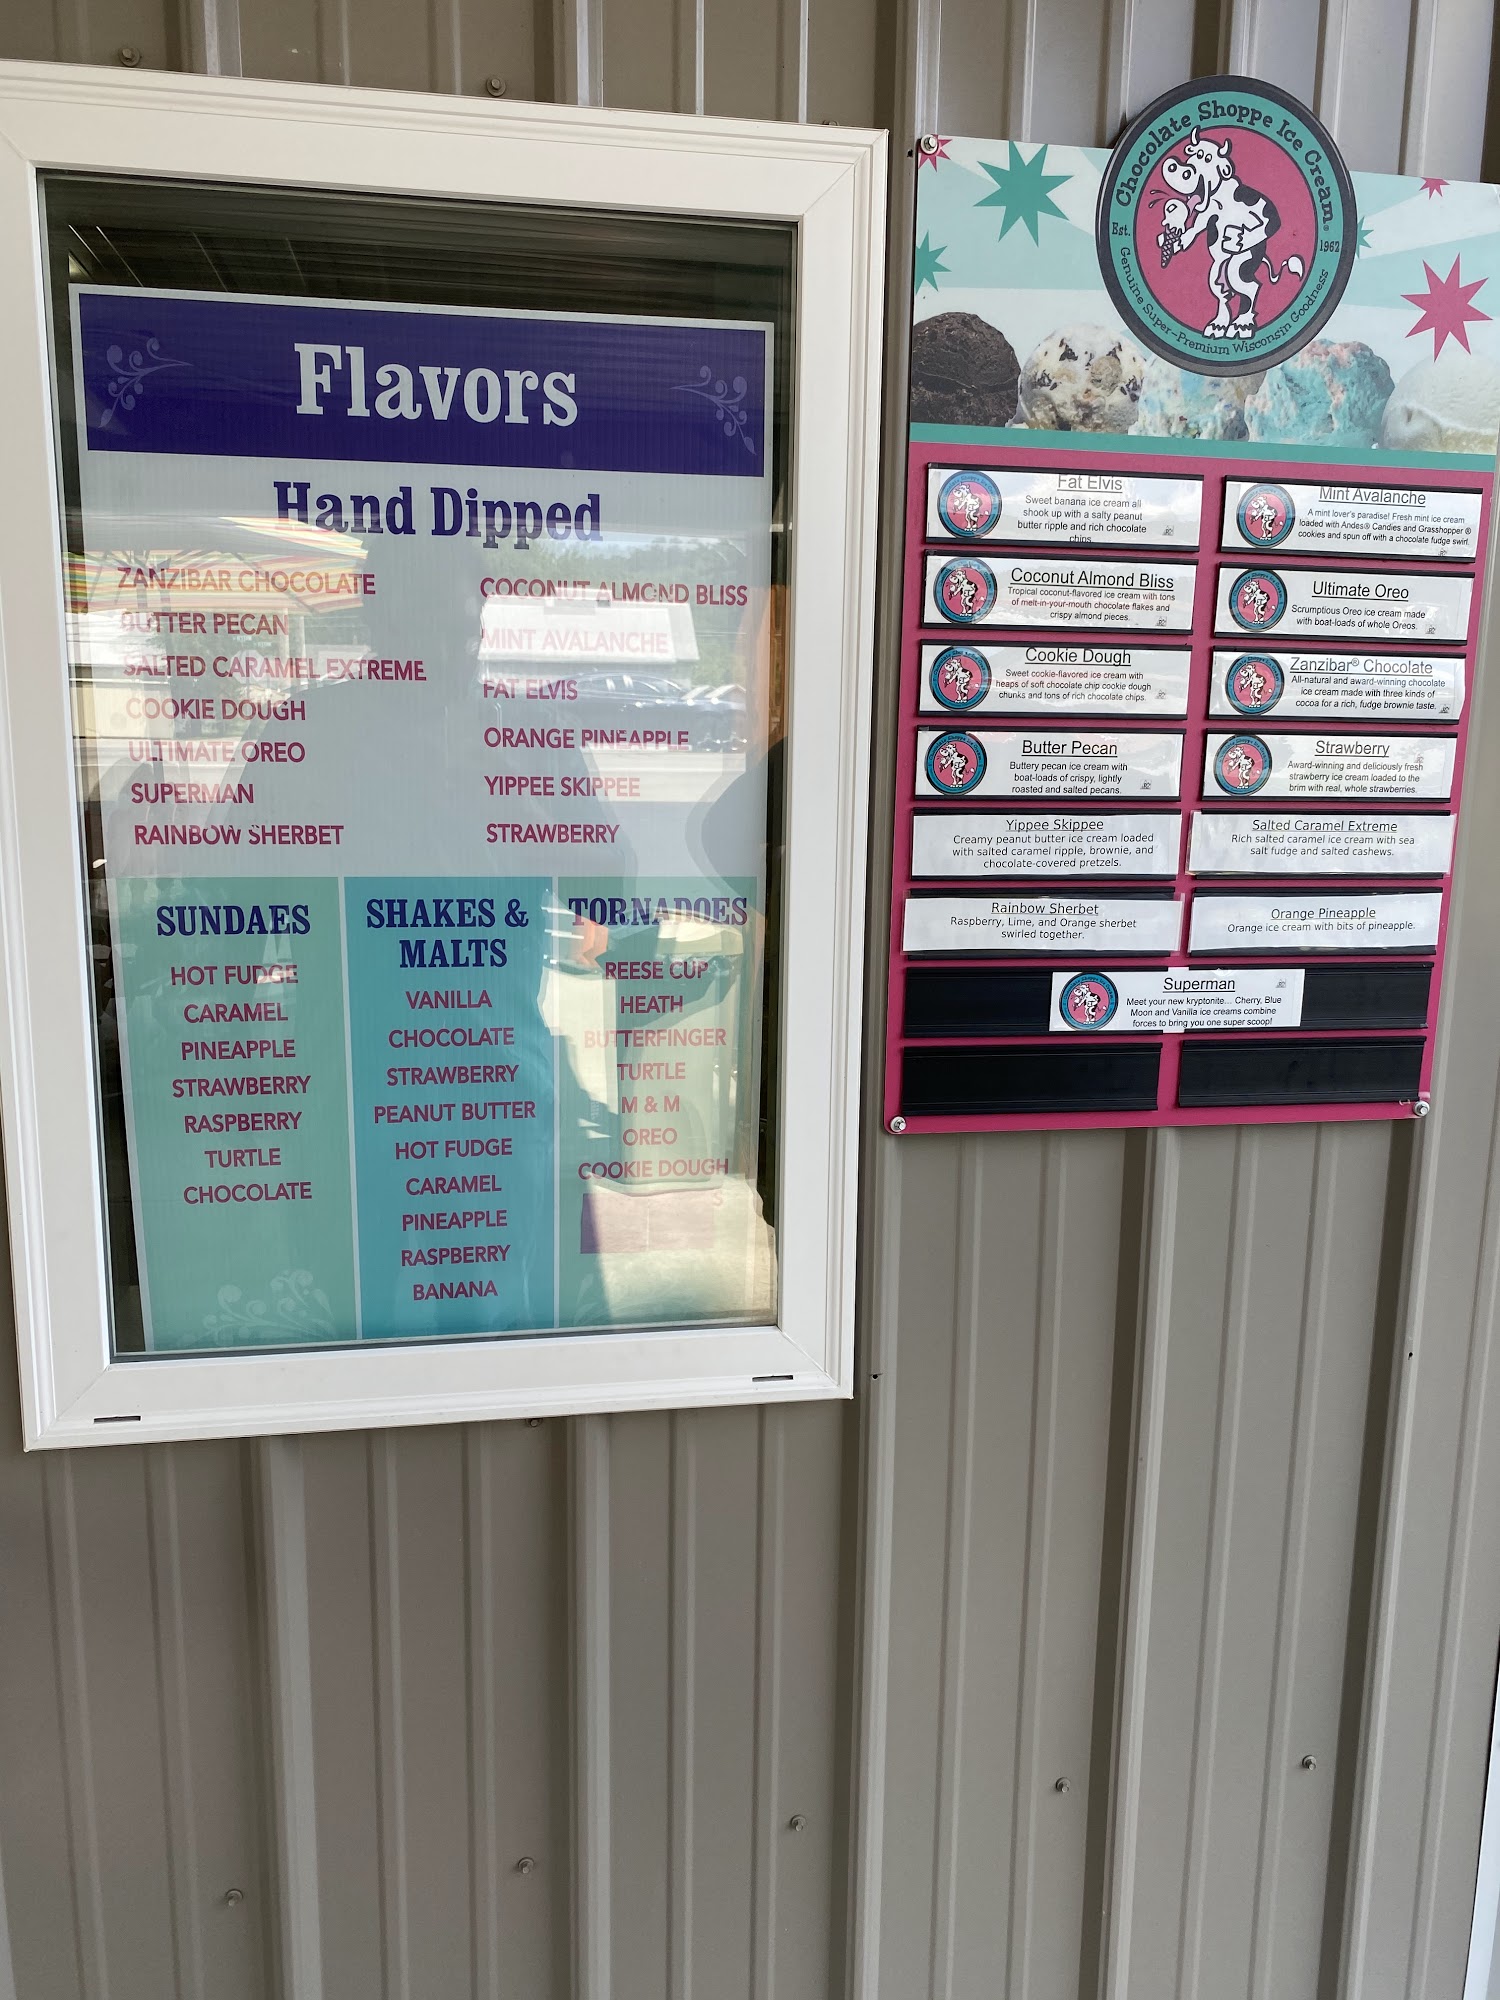 Flavors
Hand Dipped
ZANZIBAR CHOCOLATE
BUTTER PECAN
SALTED CARAMEL EXTREME
COOKIE DOUGH
ULTIMATE OREO
SUPERMAN
RAINBOW SHERBET
COCONUT ALMOND BLISS
MINT AVALANCHE
FAT ELVIS
ORANGE PINEAPPLE
YIPPEE SKIPPEE
STRAWBERRY
SUNDAES
HOT FUDGE
CARAMEL
PINEAPPLE
STRAWBERRY
RASPBERRY
TURTLE
CHOCOLATE
SHAKES &
MALTS
VANILLA
CHOCOLATE
STRAWBERRY
PEANUT BUTTER
HOT FUDGE
CARAMEL
PINEAPPLE
RASPBERRY
BANANA
TORNADOES
REESE CUP
HEATH
BUTTERFINGER
TURTLE
M & M
OREO
COOKIE DOUGH
S
Chocolate Shoppe Ice Cream®
Est. 1962
Genuine Super-Premium Wisconsin Goodness
Fat Elvis
Sweet banana ice cream all
shook up with a salty peanut
butter ripple and rich chocolate
chips.
Mint Avalanche
A mint lover's paradise! Fresh mint ice cream
loaded with Andes® Candies and Grasshopper ®
cookies and spun off with a chocolate fudge swirl.
Coconut Almond Bliss
Tropical coconut-flavored ice cream with tons
of melt-in-your-mouth chocolate flakes and
crispy almond pieces.
Ultimate Oreo
Scrumptious Oreo ice cream made
with boat-loads of whole Oreos.
Cookie Dough
Sweet cookie-flavored ice cream with
heaps of soft chocolate chip cookie dough
chunks and tons of rich chocolate chips.
Zanzibar® Chocolate
All-natural and award-winning chocolate
ice cream made with three kinds of
cocoa for a rich, fudge brownie taste.
Butter Pecan
Buttery pecan ice cream with
boat-loads of crispy, lightly
roasted and salted pecans.
Strawberry
Award-winning and deliciously fresh
strawberry ice cream loaded to the
brim with real, whole strawberries.
Yippee Skippee
Creamy peanut butter ice cream loaded
with salted caramel ripple, brownie, and
chocolate-covered pretzels.
Salted Caramel Extreme
Rich salted caramel ice cream with sea
salt fudge and salted cashews.
Rainbow Sherbet
Raspberry, Lime, and Orange sherbet
swirled together.
Orange Pineapple
Orange ice cream with bits of pineapple.
Superman
Meet your new kryptonite... Cherry, Blue
Moon and Vanilla ice creams combine
forces to bring you one super scoop!